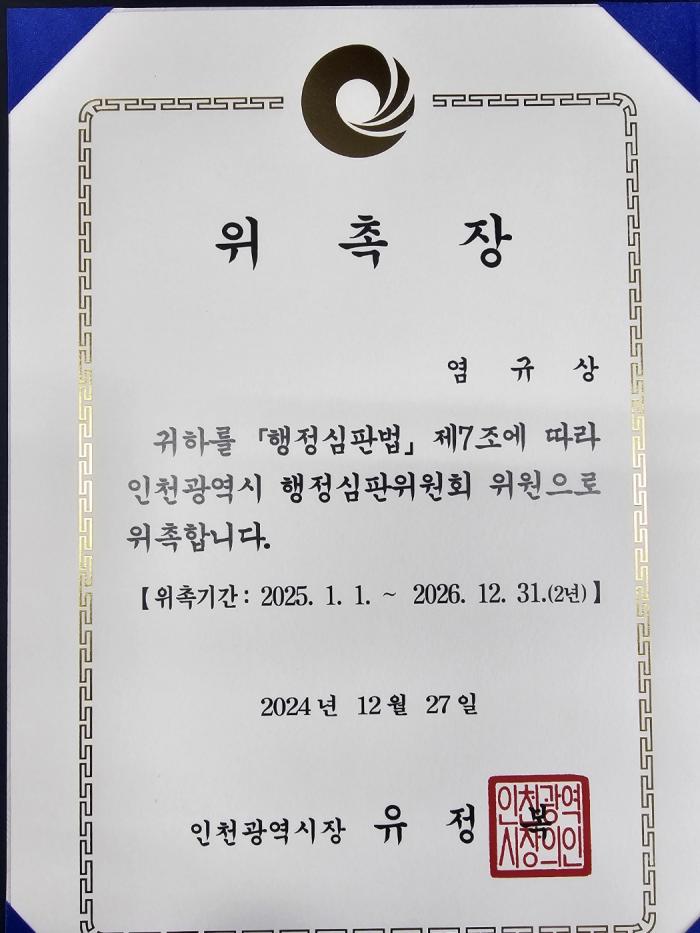 위 촉 장
염 규 상
귀하를 「행정심판법」 제7조에 따라
인천광역시 행정심판위원회 위원으로
위촉합니다.
【위촉기간: 2025. 1. 1. ~ 2026. 12. 31.(2년)】
2024년 12월 27일
인천광역시장 유 정 복
인천광역
시장의인